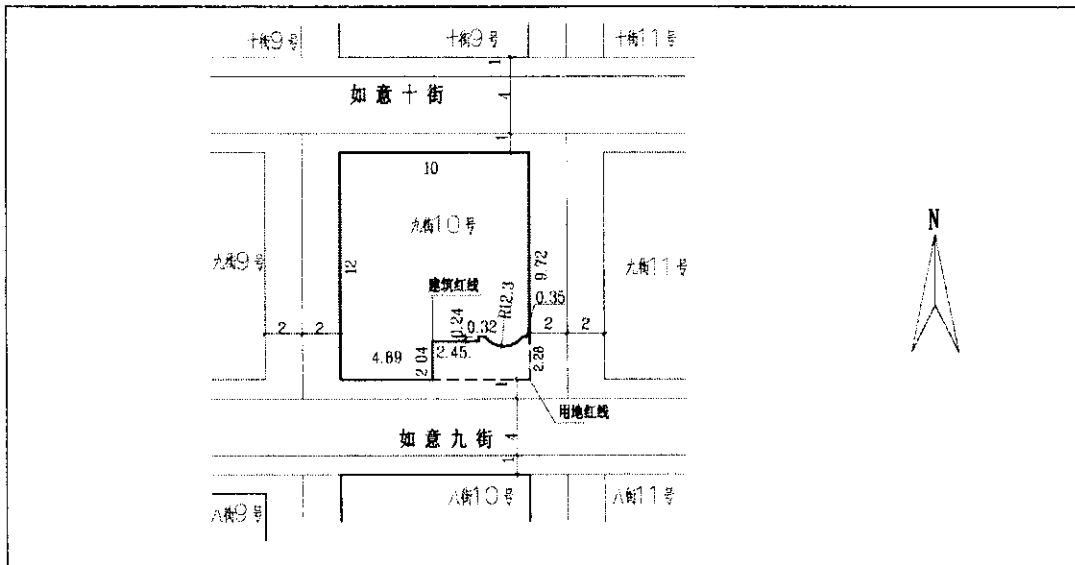 十街9号
十街9号
十街11号
1
如意十街
4
1
10
九街10号
九街9号
12
建筑红线
9.72
九街11号
N
R12.3
0.35
0.24
0.32
2
2
2
2
4.89
2.04
2.45
2.28
1
用地红线
如意九街
4
1
八街9号
八街10号
八街11号